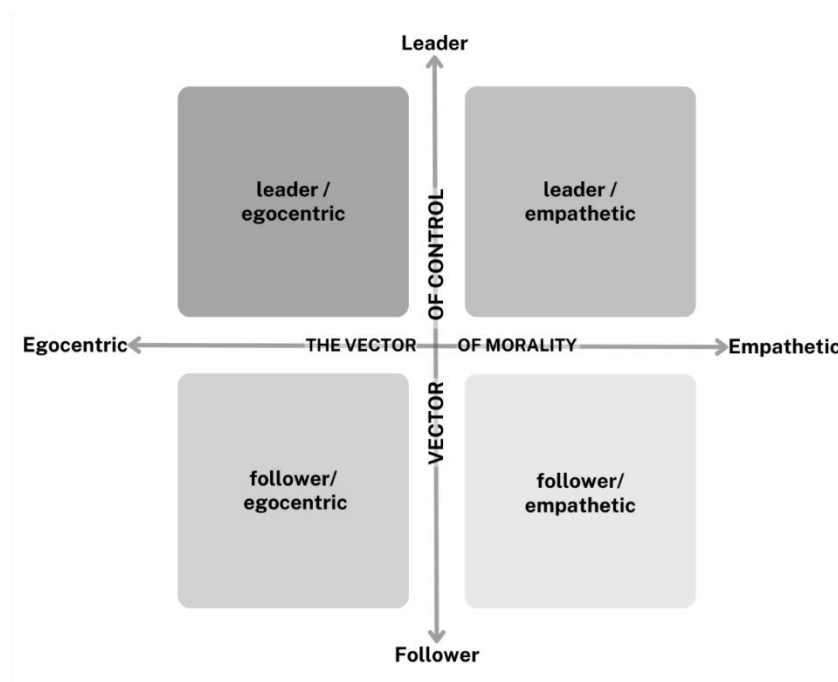 Leader
leader /
egocentric
leader /
empathetic
VECTOR OF CONTROL
Egocentric
THE VECTOR OF MORALITY
Empathetic
follower/
egocentric
follower/
empathetic
Follower